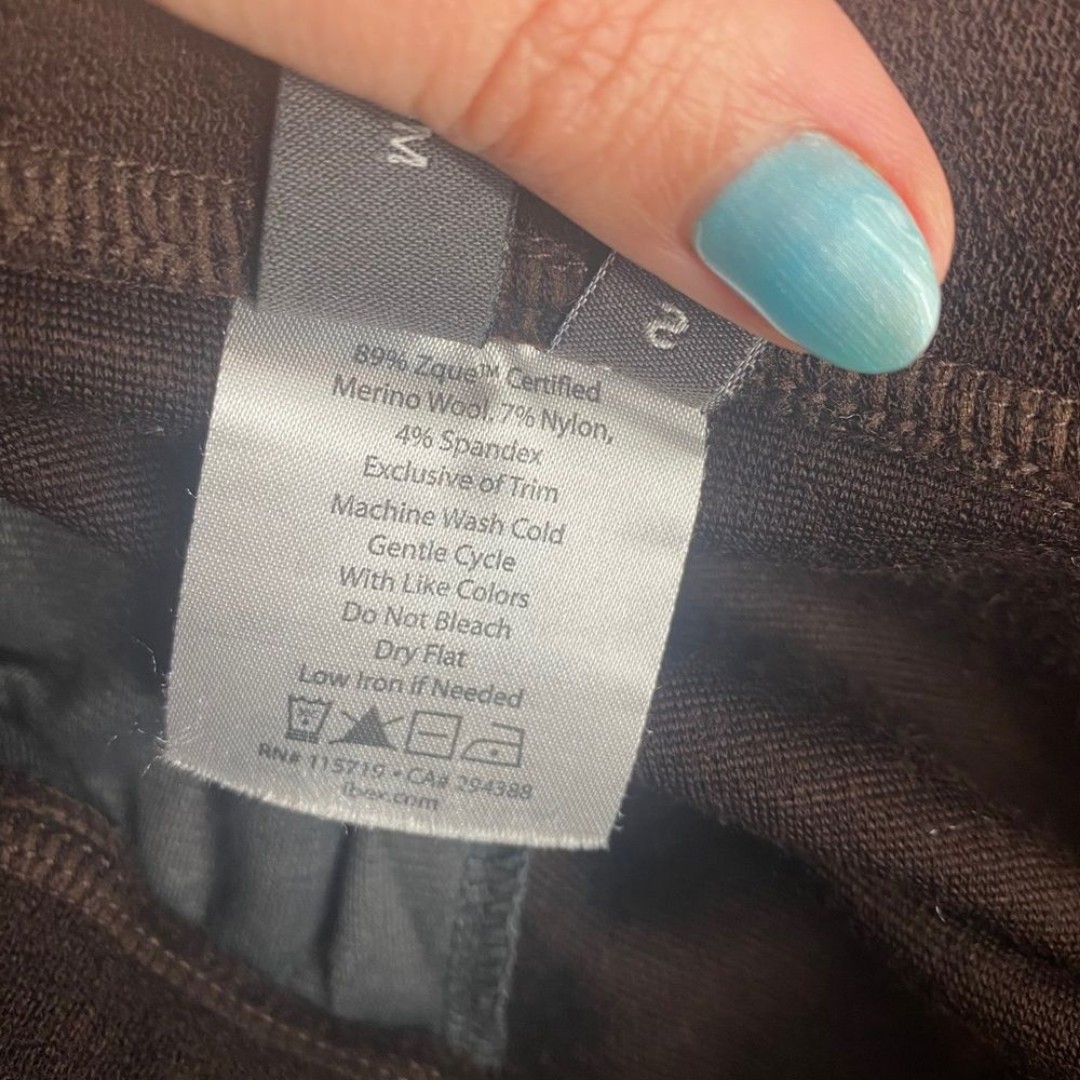 M
S
89% Zque™ Certified
Merino Wool, 7% Nylon,
4% Spandex
Exclusive of Trim
Machine Wash Cold
Gentle Cycle
With Like Colors
Do Not Bleach
Dry Flat
Low Iron if Needed
RN# 115719 • CA# 294388
ibex.com